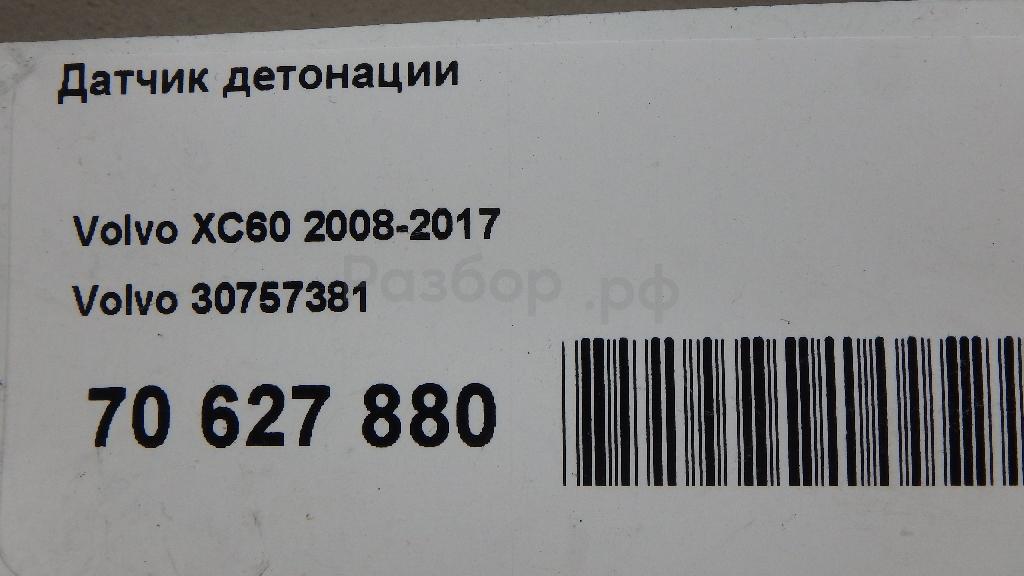 Датчик детонации
Volvo XC60 2008-2017
Разбор.рф
Volvo 30757381
70 627 880